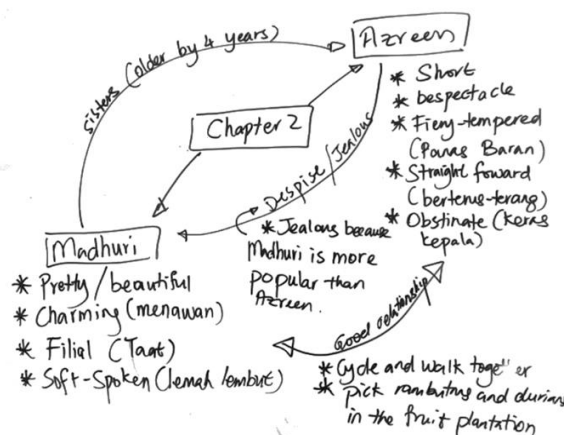 sisters (older by 4 years)
Azreen
* Short
* bespectacle
* Fiery-tempered
(Panas Baran)
* Straight foward
(berterus-terang)
* Obstinate (keras
kepala)
Chapter 2
Despise/Jealous
* Jealous because
Madhuri is more
popular than
Azreen.
Madhuri
* Pretty/beautiful
* Charming (menawan)
* Filial (Taat)
* Soft-Spoken (lemah lembut)
Good relationship
* Cycle and walk together
* pick rambutns and durians
in the fruit plantation